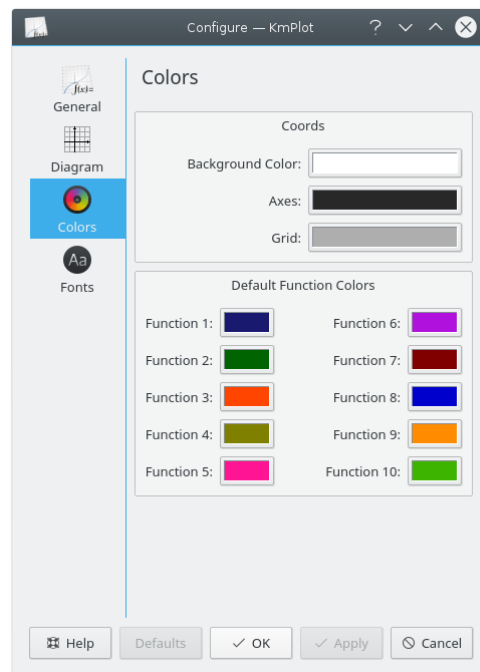 Configure — KmPlot
f(x)=
General
Diagram
Colors
Aa
Fonts
Colors
Coords
Background Color:
Axes:
Grid:
Default Function Colors
Function 1:
Function 6:
Function 2:
Function 7:
Function 3:
Function 8:
Function 4:
Function 9:
Function 5:
Function 10:
Help
Defaults
OK
Apply
Cancel